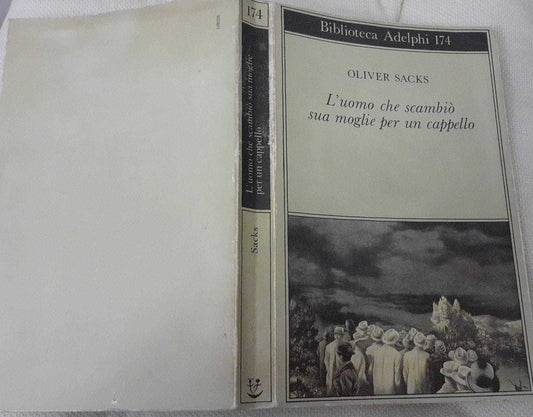 174
L'uomo che scambiò sua moglie
per un cappello
Sacks
Biblioteca Adelphi 174
OLIVER SACKS
L'uomo che scambiò
sua moglie per un cappello